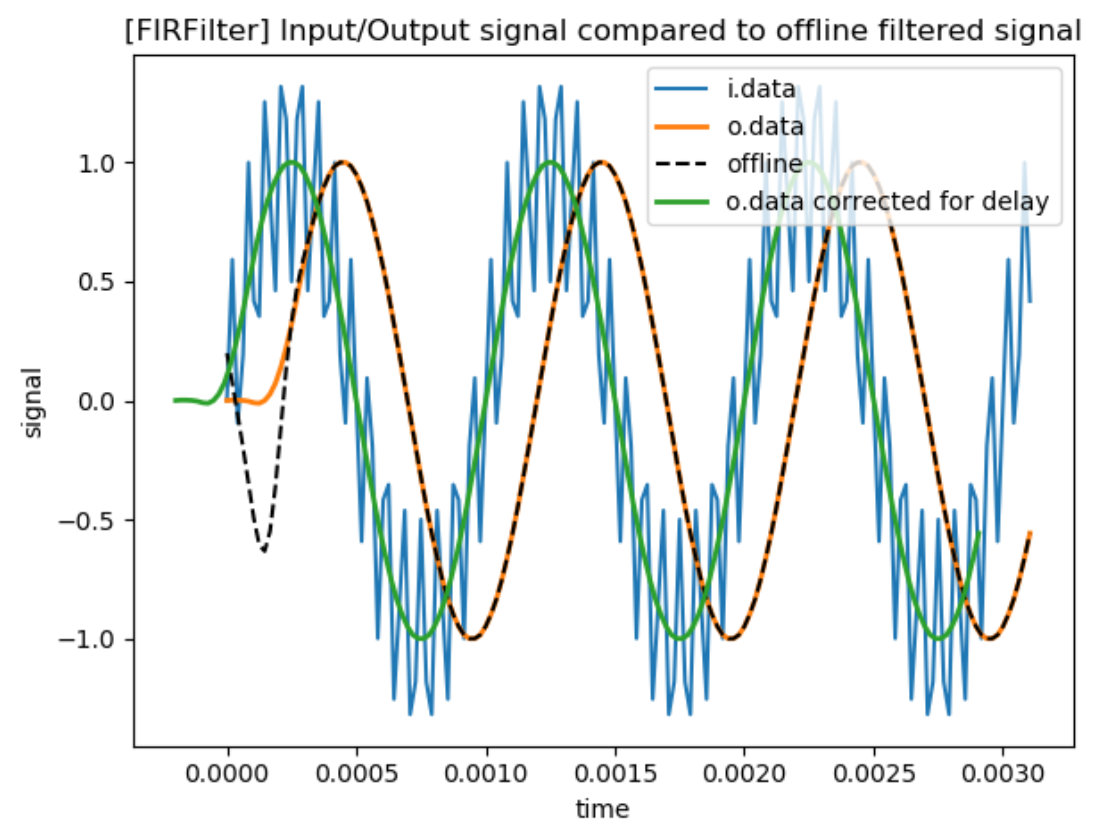 [FIRFilter] Input/Output signal compared to offline filtered signal
i.data
o.data
offline
o.data corrected for delay
1.0
0.5
0.0
−0.5
−1.0
signal
0.0000 0.0005 0.0010 0.0015 0.0020 0.0025 0.0030
time